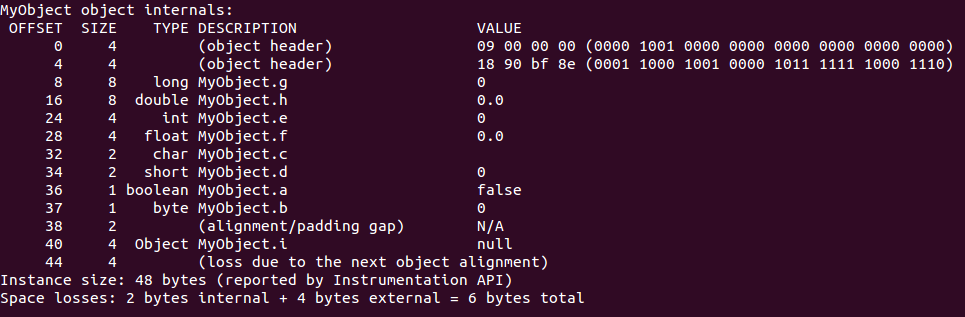 MyObject object internals:
OFFSET  SIZE    TYPE DESCRIPTION                    VALUE
     0     4         (object header)                09 00 00 00 (0000 1001 0000 0000 0000 0000 0000 0000)
     4     4         (object header)                18 90 bf 8e (0001 1000 1001 0000 1011 1111 1000 1110)
     8     8    long MyObject.g                     0
    16     8  double MyObject.h                     0.0
    24     4     int MyObject.e                     0
    28     4   float MyObject.f                     0.0
    32     2    char MyObject.c
    34     2   short MyObject.d                     0
    36     1 boolean MyObject.a                     false
    37     1    byte MyObject.b                     0
    38     2         (alignment/padding gap)        N/A
    40     4  Object MyObject.i                     null
    44     4         (loss due to the next object alignment)
Instance size: 48 bytes (reported by Instrumentation API)
Space losses: 2 bytes internal + 4 bytes external = 6 bytes total